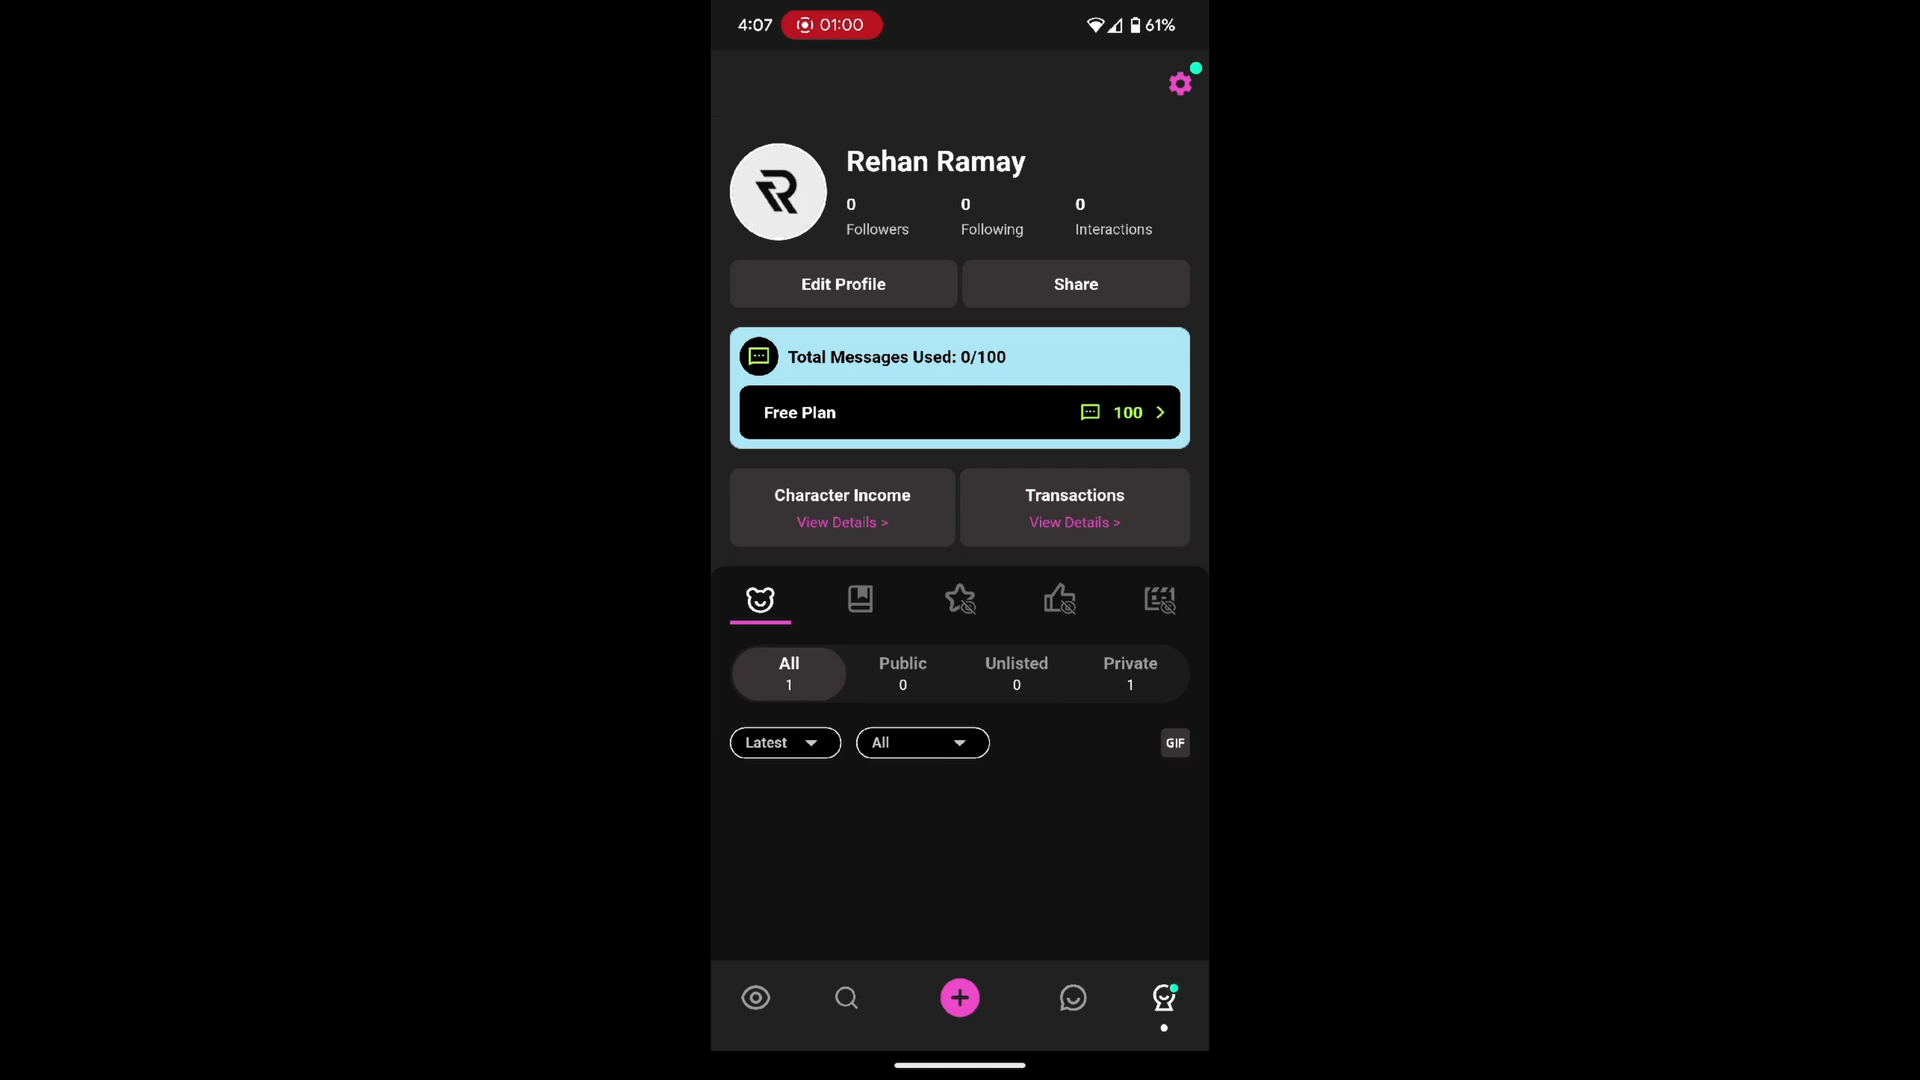 4:07 01:00 61%
Rehan Ramay
0 0 0
Followers Following Interactions
Edit Profile Share
Total Messages Used: 0/100
Free Plan 100
Character Income Transactions
View Details > View Details >
All Public Unlisted Private
1 0 0 1
Latest All GIF